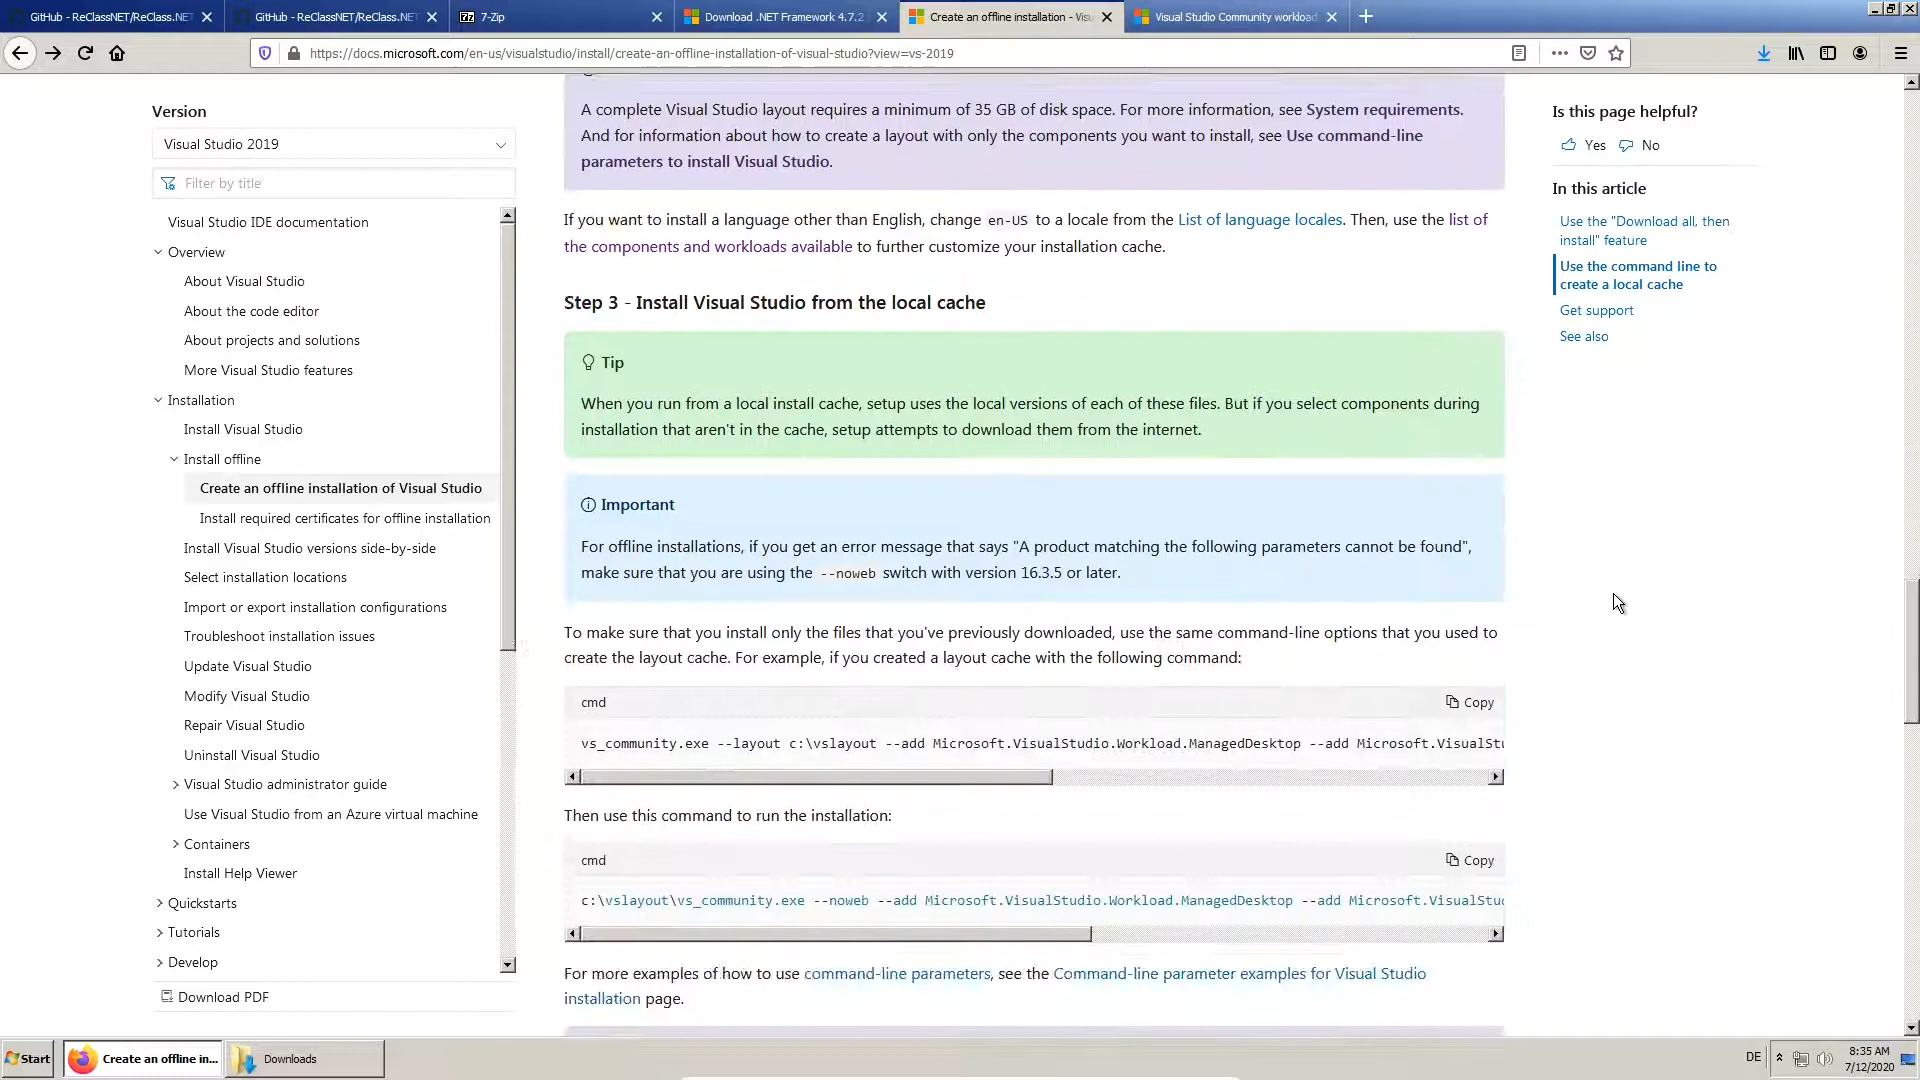 GitHub - ReClassNET/ReClass.NET
GitHub - ReClassNET/ReClass.NET
7-Zip
Download .NET Framework 4.7.2
Create an offline installation - Visu
Visual Studio Community workload
https://docs.microsoft.com/en-us/visualstudio/install/create-an-offline-installation-of-visual-studio?view=vs-2019
Version
Visual Studio 2019
Filter by title
Visual Studio IDE documentation
Overview
About Visual Studio
About the code editor
About projects and solutions
More Visual Studio features
Installation
Install Visual Studio
Install offline
Create an offline installation of Visual Studio
Install required certificates for offline installation
Install Visual Studio versions side-by-side
Select installation locations
Import or export installation configurations
Troubleshoot installation issues
Update Visual Studio
Modify Visual Studio
Repair Visual Studio
Uninstall Visual Studio
Visual Studio administrator guide
Use Visual Studio from an Azure virtual machine
Containers
Install Help Viewer
Quickstarts
Tutorials
Develop
Download PDF
A complete Visual Studio layout requires a minimum of 35 GB of disk space. For more information, see System requirements.
And for information about how to create a layout with only the components you want to install, see Use command-line
parameters to install Visual Studio.
If you want to install a language other than English, change en-US to a locale from the List of language locales. Then, use the list of
the components and workloads available to further customize your installation cache.
Step 3 - Install Visual Studio from the local cache
Tip
When you run from a local install cache, setup uses the local versions of each of these files. But if you select components during
installation that aren't in the cache, setup attempts to download them from the internet.
Important
For offline installations, if you get an error message that says "A product matching the following parameters cannot be found",
make sure that you are using the --noweb switch with version 16.3.5 or later.
To make sure that you install only the files that you've previously downloaded, use the same command-line options that you used to
create the layout cache. For example, if you created a layout cache with the following command:
cmd
Copy
vs_community.exe --layout c:\vslayout --add Microsoft.VisualStudio.Workload.ManagedDesktop --add Microsoft.VisualStu
Then use this command to run the installation:
cmd
Copy
c:\vslayout\vs_community.exe --noweb --add Microsoft.VisualStudio.Workload.ManagedDesktop --add Microsoft.VisualStud
For more examples of how to use command-line parameters, see the Command-line parameter examples for Visual Studio
installation page.
Is this page helpful?
Yes
No
In this article
Use the "Download all, then
install" feature
Use the command line to
create a local cache
Get support
See also
Start
Create an offline in...
Downloads
DE
8:35 AM
7/12/2020